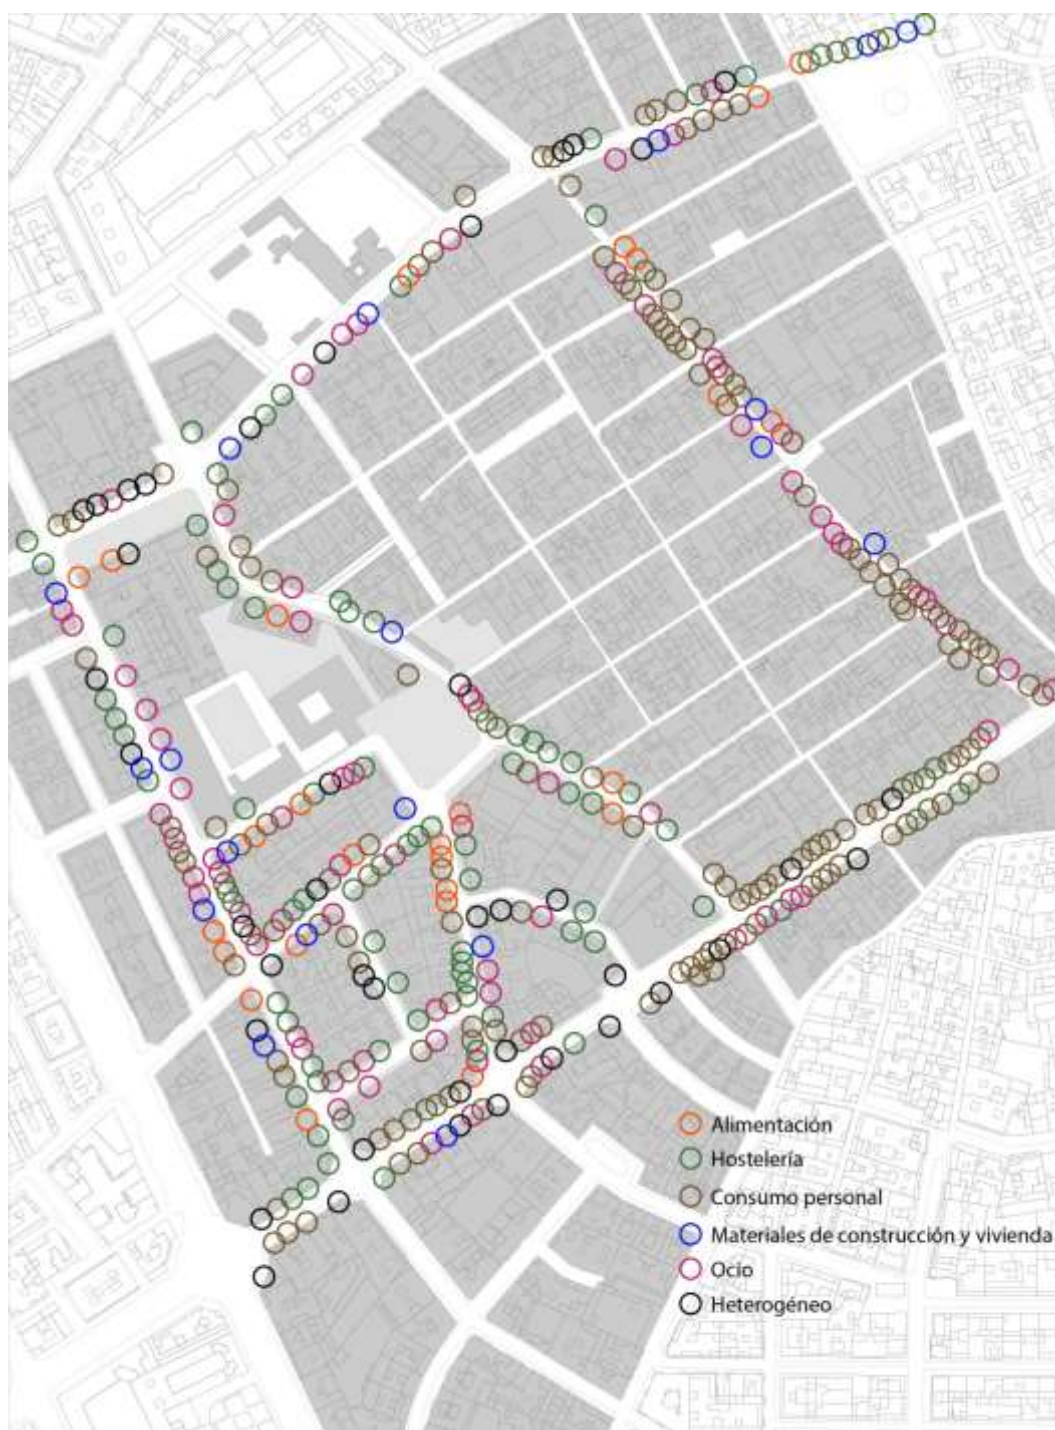 Alimentación
Hostelería
Consumo personal
Materiales de construcción y vivienda
Ocio
Heterogéneo